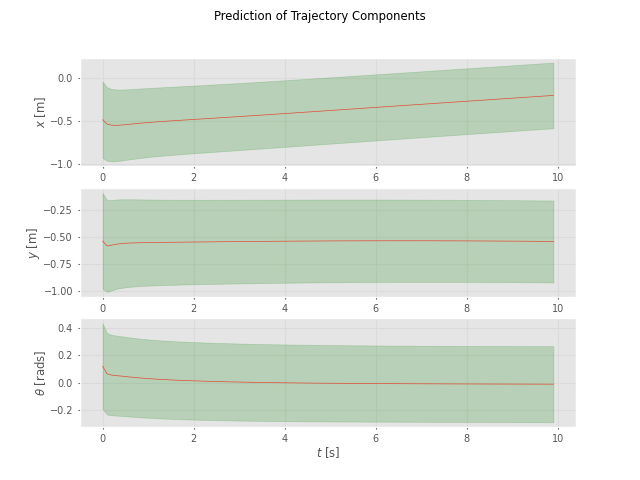 Prediction of Trajectory Components
x [m]
0.0
−0.5
−1.0
0 2 4 6 8 10
y [m]
−0.25
−0.50
−0.75
−1.00
0 2 4 6 8 10
θ [rads]
0.4
0.2
0.0
−0.2
0 2 4 6 8 10
t [s]